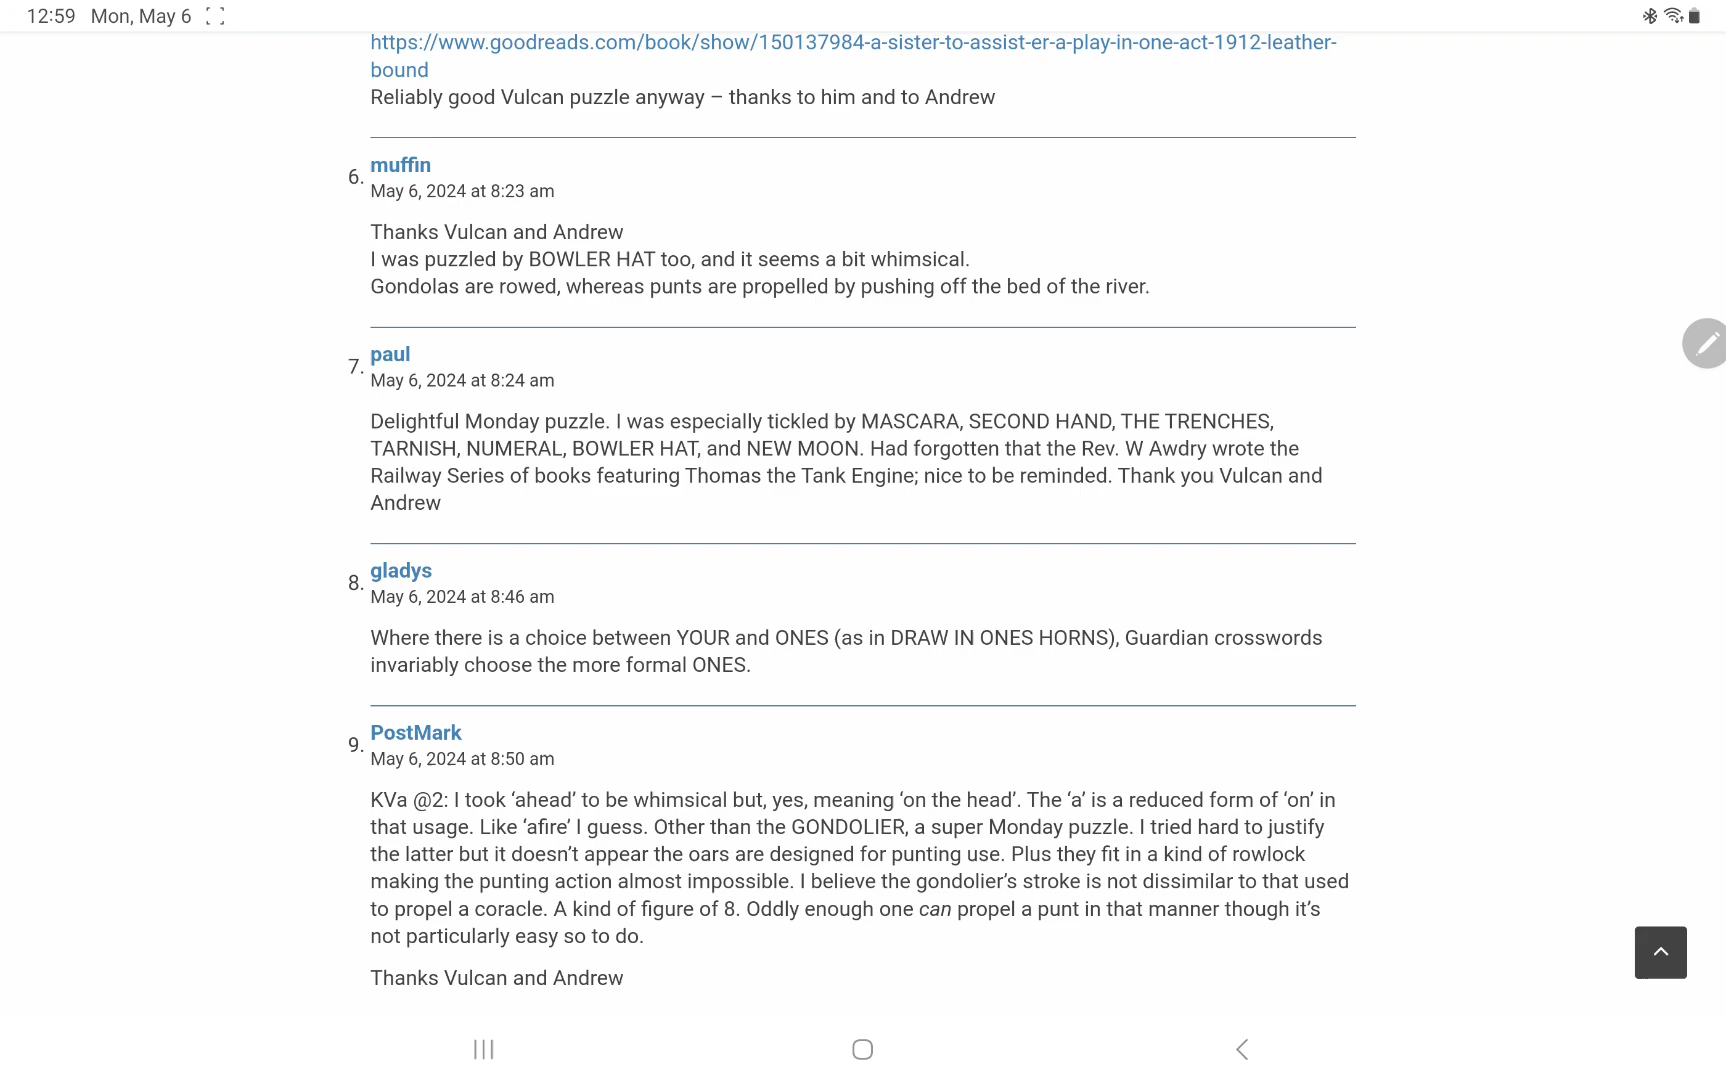 12:59 Mon, May 6
https://www.goodreads.com/book/show/150137984-a-sister-to-assist-er-a-play-in-one-act-1912-leather-
bound
Reliably good Vulcan puzzle anyway – thanks to him and to Andrew
6.
muffin
May 6, 2024 at 8:23 am
Thanks Vulcan and Andrew
I was puzzled by BOWLER HAT too, and it seems a bit whimsical.
Gondolas are rowed, whereas punts are propelled by pushing off the bed of the river.
7.
paul
May 6, 2024 at 8:24 am
Delightful Monday puzzle. I was especially tickled by MASCARA, SECOND HAND, THE TRENCHES,
TARNISH, NUMERAL, BOWLER HAT, and NEW MOON. Had forgotten that the Rev. W Awdry wrote the
Railway Series of books featuring Thomas the Tank Engine; nice to be reminded. Thank you Vulcan and
Andrew
8.
gladys
May 6, 2024 at 8:46 am
Where there is a choice between YOUR and ONES (as in DRAW IN ONES HORNS), Guardian crosswords
invariably choose the more formal ONES.
9.
PostMark
May 6, 2024 at 8:50 am
KVa @2: I took ‘ahead’ to be whimsical but, yes, meaning ‘on the head’. The ‘a’ is a reduced form of ‘on’ in
that usage. Like ‘afire’ I guess. Other than the GONDOLIER, a super Monday puzzle. I tried hard to justify
the latter but it doesn’t appear the oars are designed for punting use. Plus they fit in a kind of rowlock
making the punting action almost impossible. I believe the gondolier’s stroke is not dissimilar to that used
to propel a coracle. A kind of figure of 8. Oddly enough one can propel a punt in that manner though it’s
not particularly easy so to do.
Thanks Vulcan and Andrew